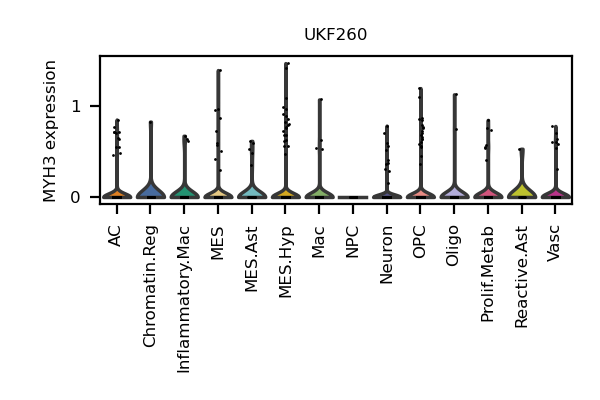 UKF260
MYH3 expression
1
0
AC
Chromatin.Reg
Inflammatory.Mac
MES
MES.Ast
MES.Hyp
Mac
NPC
Neuron
OPC
Oligo
Prolif.Metab
Reactive.Ast
Vasc